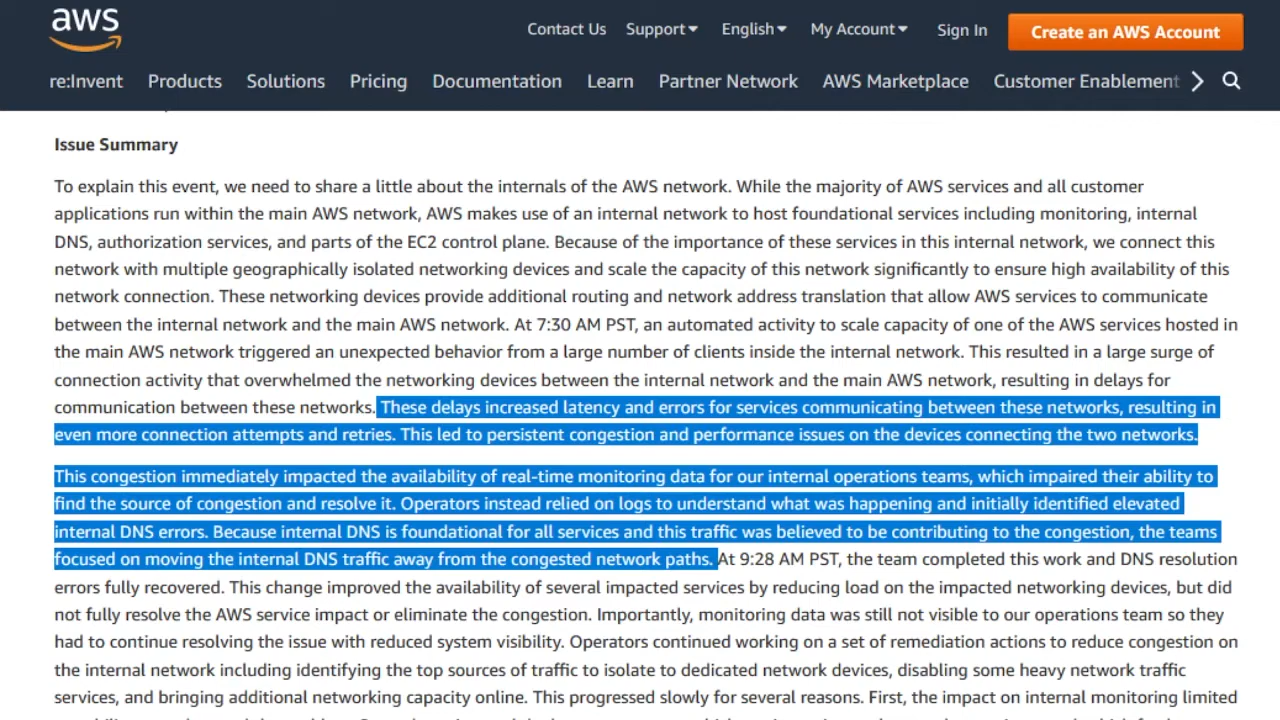 aws
Contact Us Support English My Account Sign In Create an AWS Account
re:Invent Products Solutions Pricing Documentation Learn Partner Network AWS Marketplace Customer Enablement
Issue Summary
To explain this event, we need to share a little about the internals of the AWS network. While the majority of AWS services and all customer
applications run within the main AWS network, AWS makes use of an internal network to host foundational services including monitoring, internal
DNS, authorization services, and parts of the EC2 control plane. Because of the importance of these services in this internal network, we connect this
network with multiple geographically isolated networking devices and scale the capacity of this network significantly to ensure high availability of this
network connection. These networking devices provide additional routing and network address translation that allow AWS services to communicate
between the internal network and the main AWS network. At 7:30 AM PST, an automated activity to scale capacity of one of the AWS services hosted in
the main AWS network triggered an unexpected behavior from a large number of clients inside the internal network. This resulted in a large surge of
connection activity that overwhelmed the networking devices between the internal network and the main AWS network, resulting in delays for
communication between these networks. These delays increased latency and errors for services communicating between these networks, resulting in
even more connection attempts and retries. This led to persistent congestion and performance issues on the devices connecting the two networks.
This congestion immediately impacted the availability of real-time monitoring data for our internal operations teams, which impaired their ability to
find the source of congestion and resolve it. Operators instead relied on logs to understand what was happening and initially identified elevated
internal DNS errors. Because internal DNS is foundational for all services and this traffic was believed to be contributing to the congestion, the teams
focused on moving the internal DNS traffic away from the congested network paths. At 9:28 AM PST, the team completed this work and DNS resolution
errors fully recovered. This change improved the availability of several impacted services by reducing load on the impacted networking devices, but did
not fully resolve the AWS service impact or eliminate the congestion. Importantly, monitoring data was still not visible to our operations team so they
had to continue resolving the issue with reduced system visibility. Operators continued working on a set of remediation actions to reduce congestion on
the internal network including identifying the top sources of traffic to isolate to dedicated network devices, disabling some heavy network traffic
services, and bringing additional networking capacity online. This progressed slowly for several reasons. First, the impact on internal monitoring limited